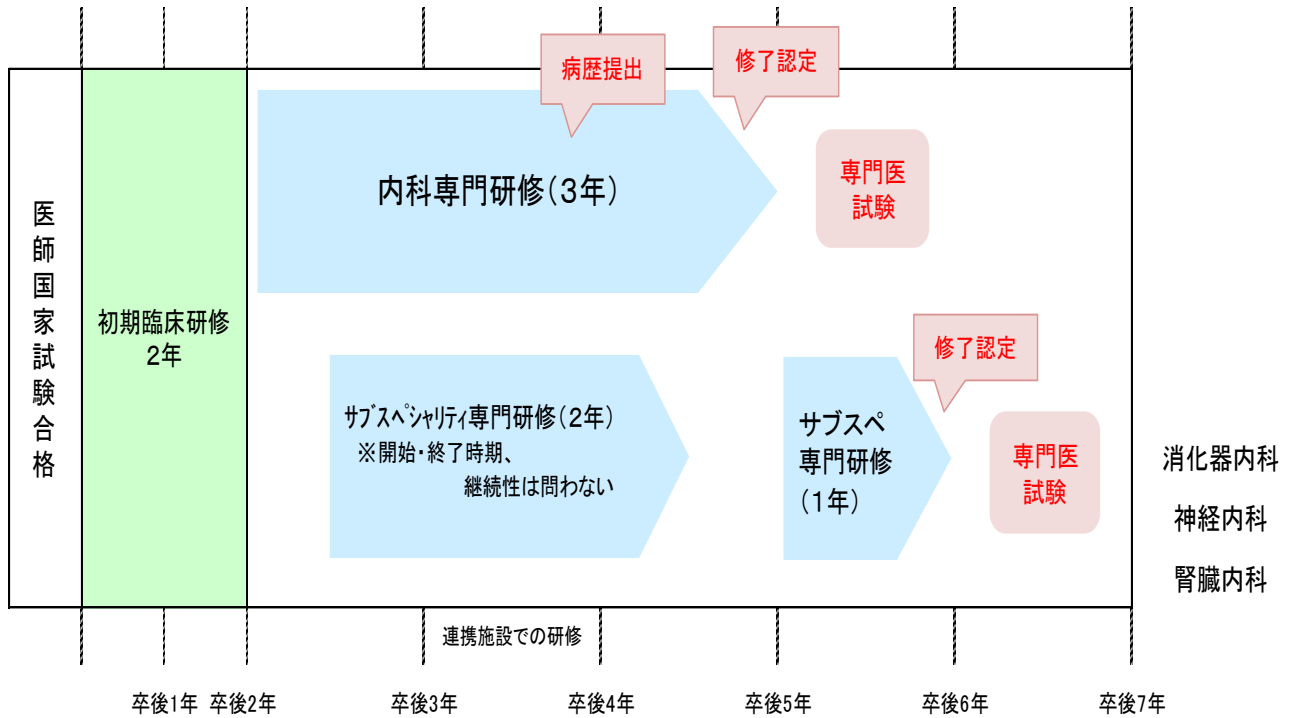 病歴提出
修了認定
医師国家試験合格
初期臨床研修
2年
内科専門研修(3年)
専門医
試験
修了認定
ｻﾌﾞｽﾍﾟｼｬﾘﾃｨ専門研修(2年)
※開始・終了時期、
継続性は問わない
サブスペ
専門研修
(1年)
専門医
試験
消化器内科
神経内科
腎臓内科
連携施設での研修
卒後1年 卒後2年 卒後3年 卒後4年 卒後5年 卒後6年 卒後7年